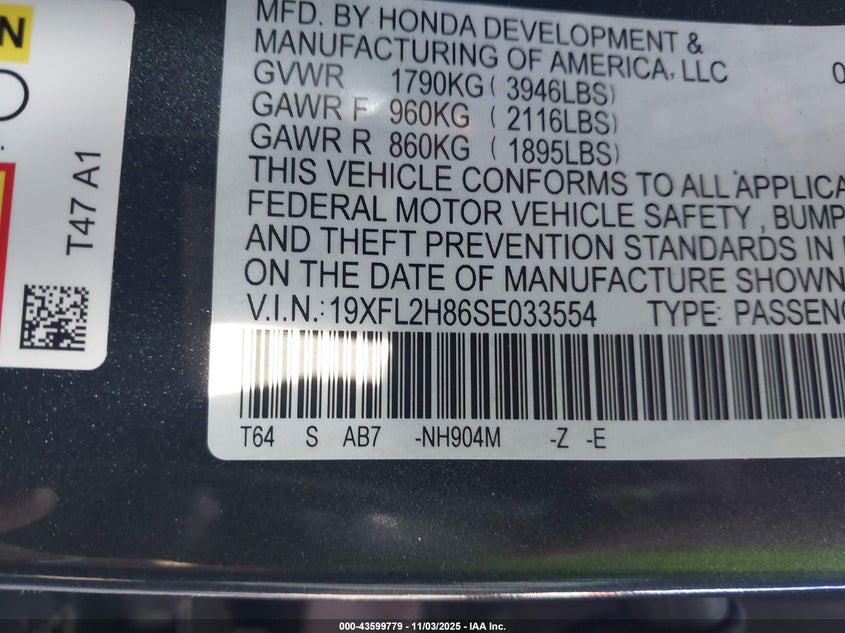 N
T47 A1
MFD. BY HONDA DEVELOPMENT &
MANUFACTURING OF AMERICA, LLC 0
GVWR 1790KG ( 3946LBS)
GAWR F 960KG ( 2116LBS)
GAWR R 860KG ( 1895LBS)
THIS VEHICLE CONFORMS TO ALL APPLICA
FEDERAL MOTOR VEHICLE SAFETY , BUMP
AND THEFT PREVENTION STANDARDS IN
ON THE DATE OF MANUFACTURE SHOWN
V.I.N.: 19XFL2H86SE033554 TYPE: PASSENG
T64 S AB7 -NH904M -Z -E
000-43599779 - 11/03/2025 - IAA Inc.